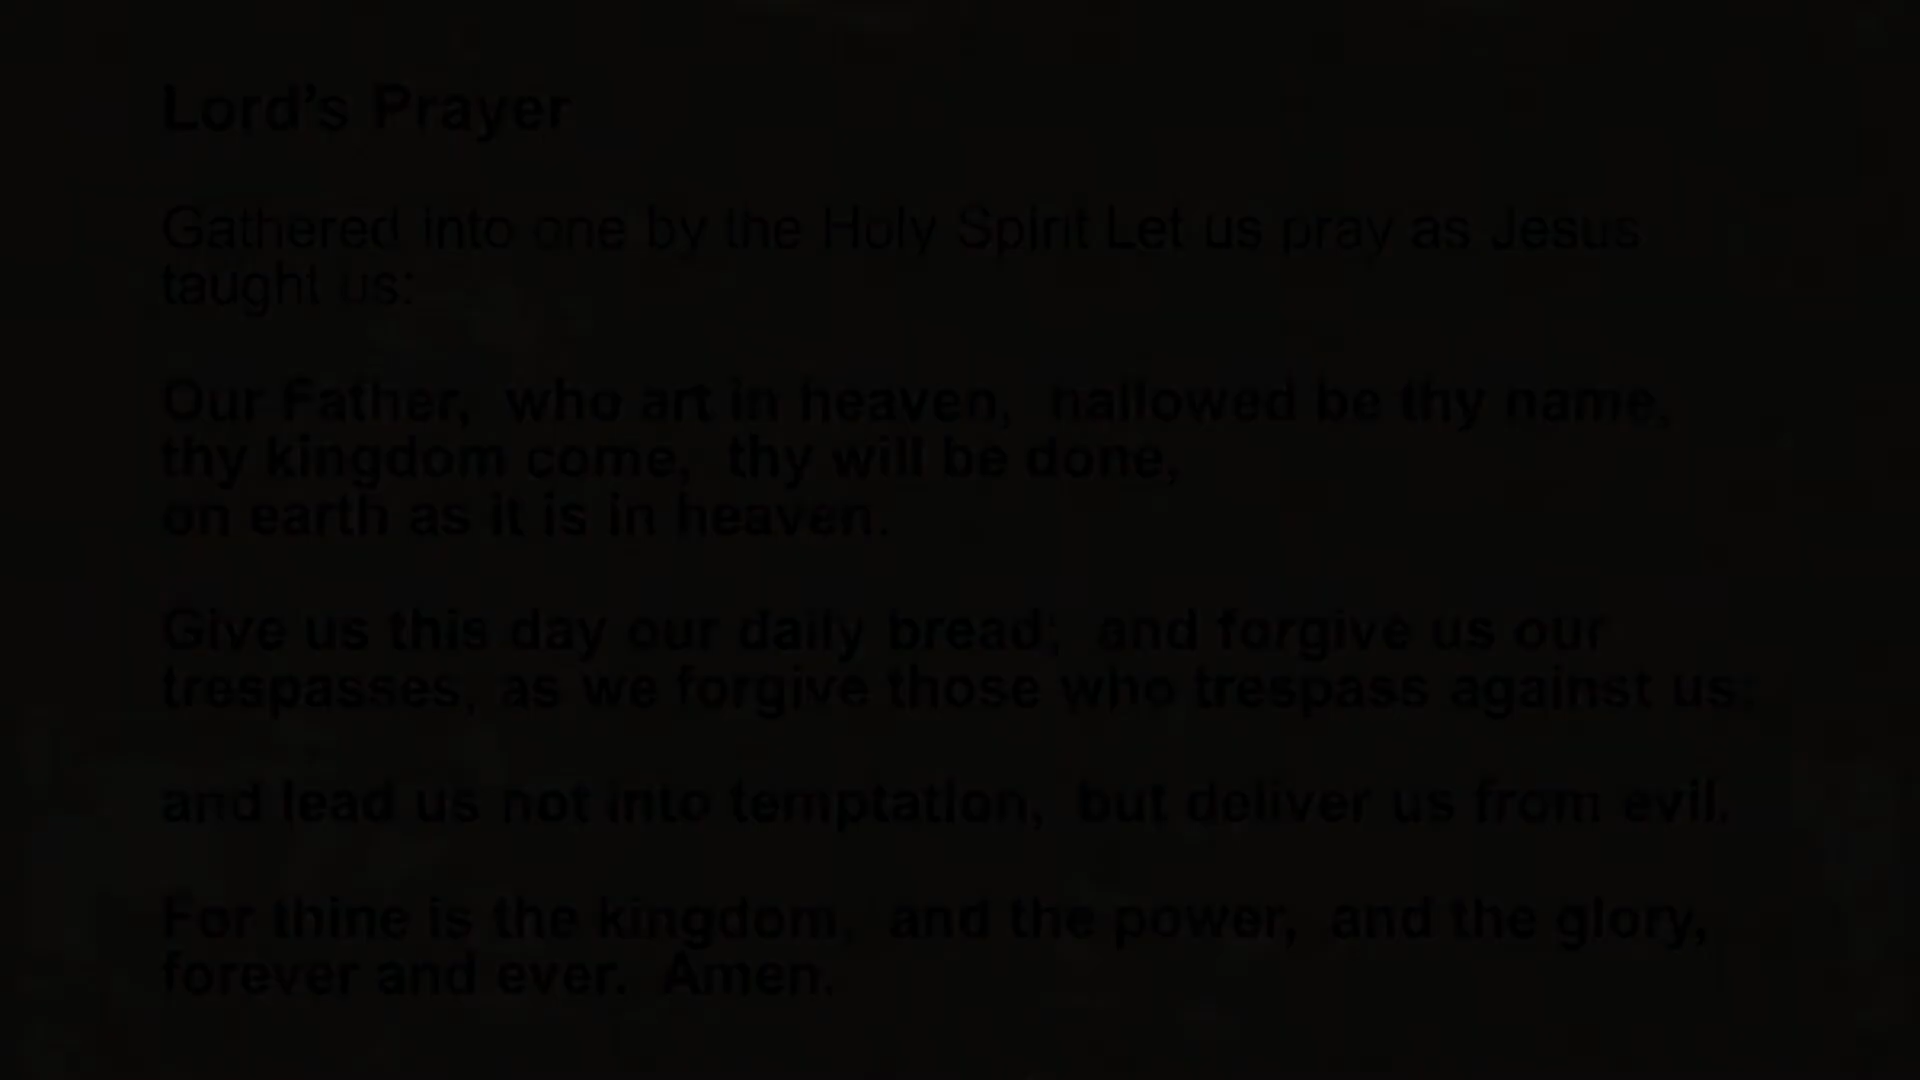 Lord’s Prayer
Gathered into one by the Holy Spirit Let us pray as Jesus
taught us:
Our Father, who art in heaven, hallowed be thy name,
thy kingdom come, thy will be done,
on earth as it is in heaven.
Give us this day our daily bread; and forgive us our
trespasses, as we forgive those who trespass against us;
and lead us not into temptation, but deliver us from evil.
For thine is the kingdom, and the power, and the glory,
forever and ever. Amen.